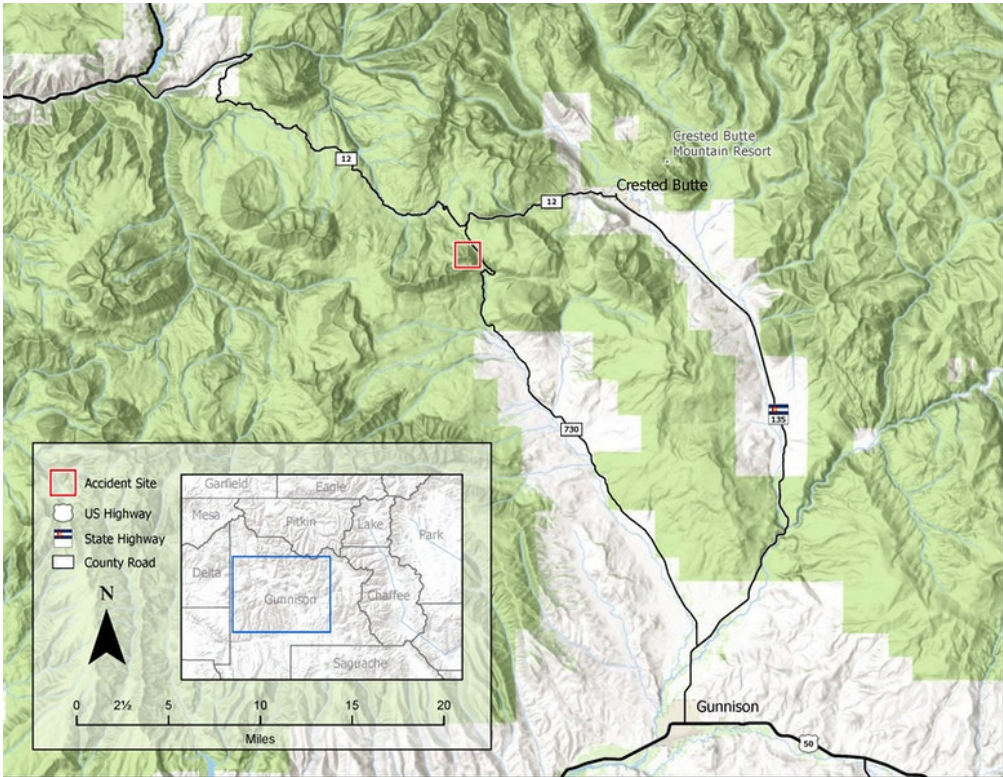 Crested Butte
Mountain Resort
12
Crested Butte
12
730
135
Accident Site
US Highway
State Highway
County Road
N
0 2½ 5 10 15 20
Miles
Garfield
Eagle
Mesa
Pitkin
Lake
Park
Delta
Gunnison
Chaffee
Saguache
Gunnison
50